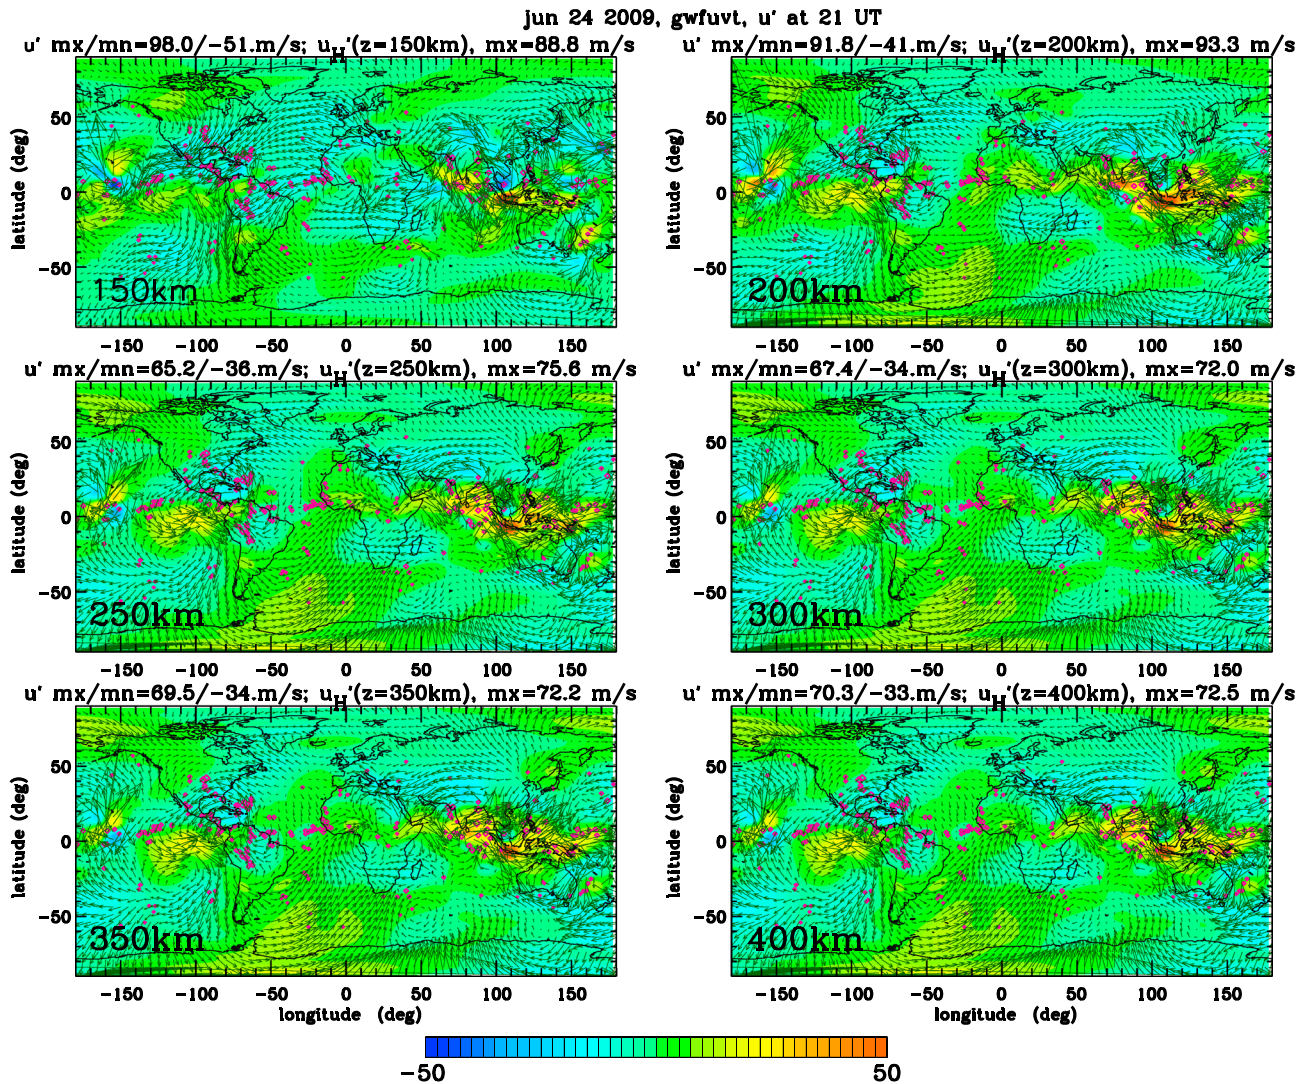 jun 24 2009, gwfuvt, u' at 21 UT
u' mx/mn=98.0/−51.m/s; uH'(z=150km), mx=88.8 m/s
u' mx/mn=91.8/−41.m/s; uH'(z=200km), mx=93.3 m/s
latitude (deg)
50
0
−50
150km
−150 −100 −50 0 50 100 150
latitude (deg)
50
0
−50
200km
−150 −100 −50 0 50 100 150
u' mx/mn=65.2/−36.m/s; uH'(z=250km), mx=75.6 m/s
u' mx/mn=67.4/−34.m/s; uH'(z=300km), mx=72.0 m/s
latitude (deg)
50
0
−50
250km
−150 −100 −50 0 50 100 150
latitude (deg)
50
0
−50
300km
−150 −100 −50 0 50 100 150
u' mx/mn=69.5/−34.m/s; uH'(z=350km), mx=72.2 m/s
u' mx/mn=70.3/−33.m/s; uH'(z=400km), mx=72.5 m/s
latitude (deg)
50
0
−50
350km
−150 −100 −50 0 50 100 150
longitude (deg)
latitude (deg)
50
0
−50
400km
−150 −100 −50 0 50 100 150
longitude (deg)
−50 50